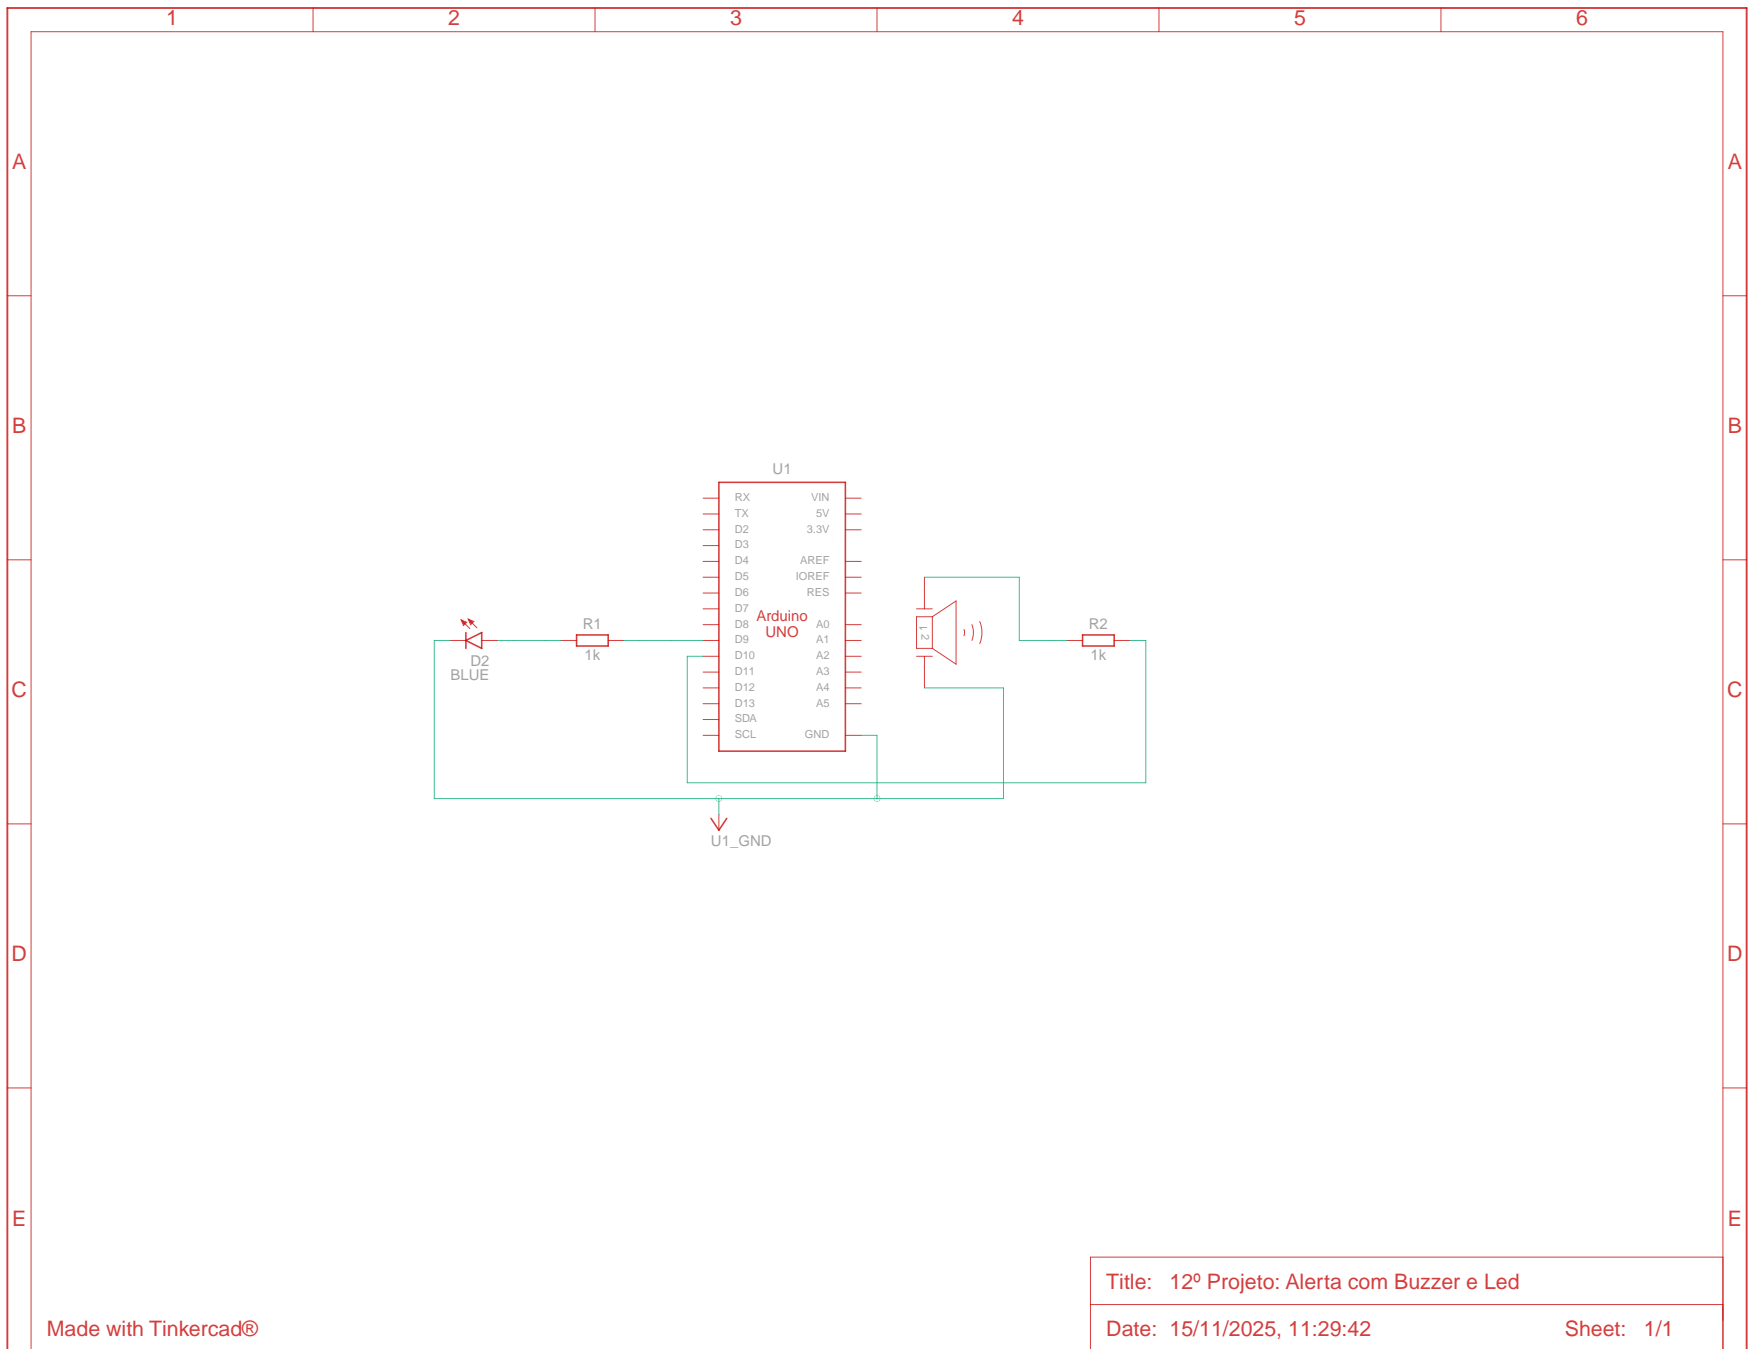 1 2 3 4 5 6
A A
B B
U1
RX VIN
TX 5V
D2 3.3V
D3
D4 AREF
D5 IOREF
D6 RES
D7
Arduino
UNO
D8 A0
D9 A1
D10 A2
D11 A3
D12 A4
D13 A5
SDA
SCL GND
R1
1k
D2
BLUE
1 2
R2
1k
C C
U1_GND
D D
E E
Title: 12º Projeto: Alerta com Buzzer e Led
Made with Tinkercad®
Date: 15/11/2025, 11:29:42 Sheet: 1/1